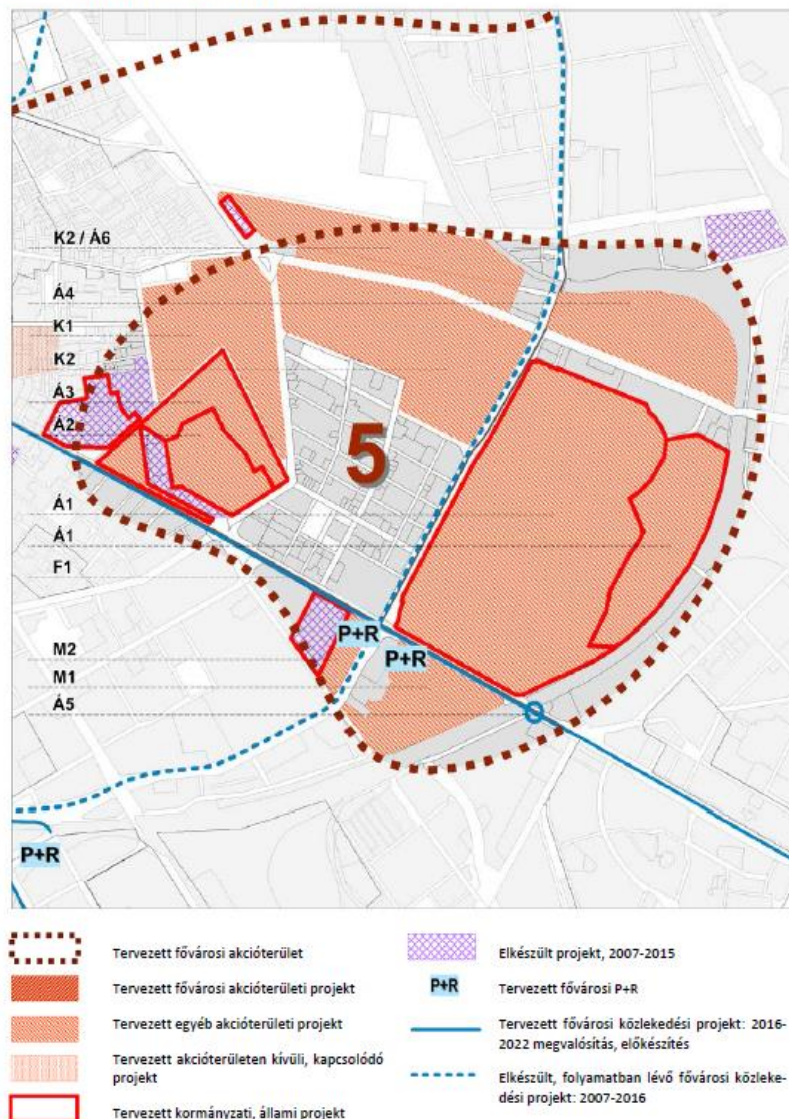 K2 / Á6
Á4
K1
K2
Á3
Á2
5
Á1
Á1
F1
P+R
P+R
M2
M1
Á5
P+R
Tervezett fővárosi akcióterület
Tervezett fővárosi akcióterületi projekt
Tervezett egyéb akcióterületi projekt
Tervezett akcióterületen kívüli, kapcsolódó
projekt
Tervezett kormányzati, állami projekt
Elkészült projekt, 2007-2015
P+R
Tervezett fővárosi P+R
Tervezett fővárosi közlekedési projekt: 2016-
2022 megvalósítás, előkészítés
Elkészült, folyamatban lévő fővárosi közleke-
dési projekt: 2007-2016